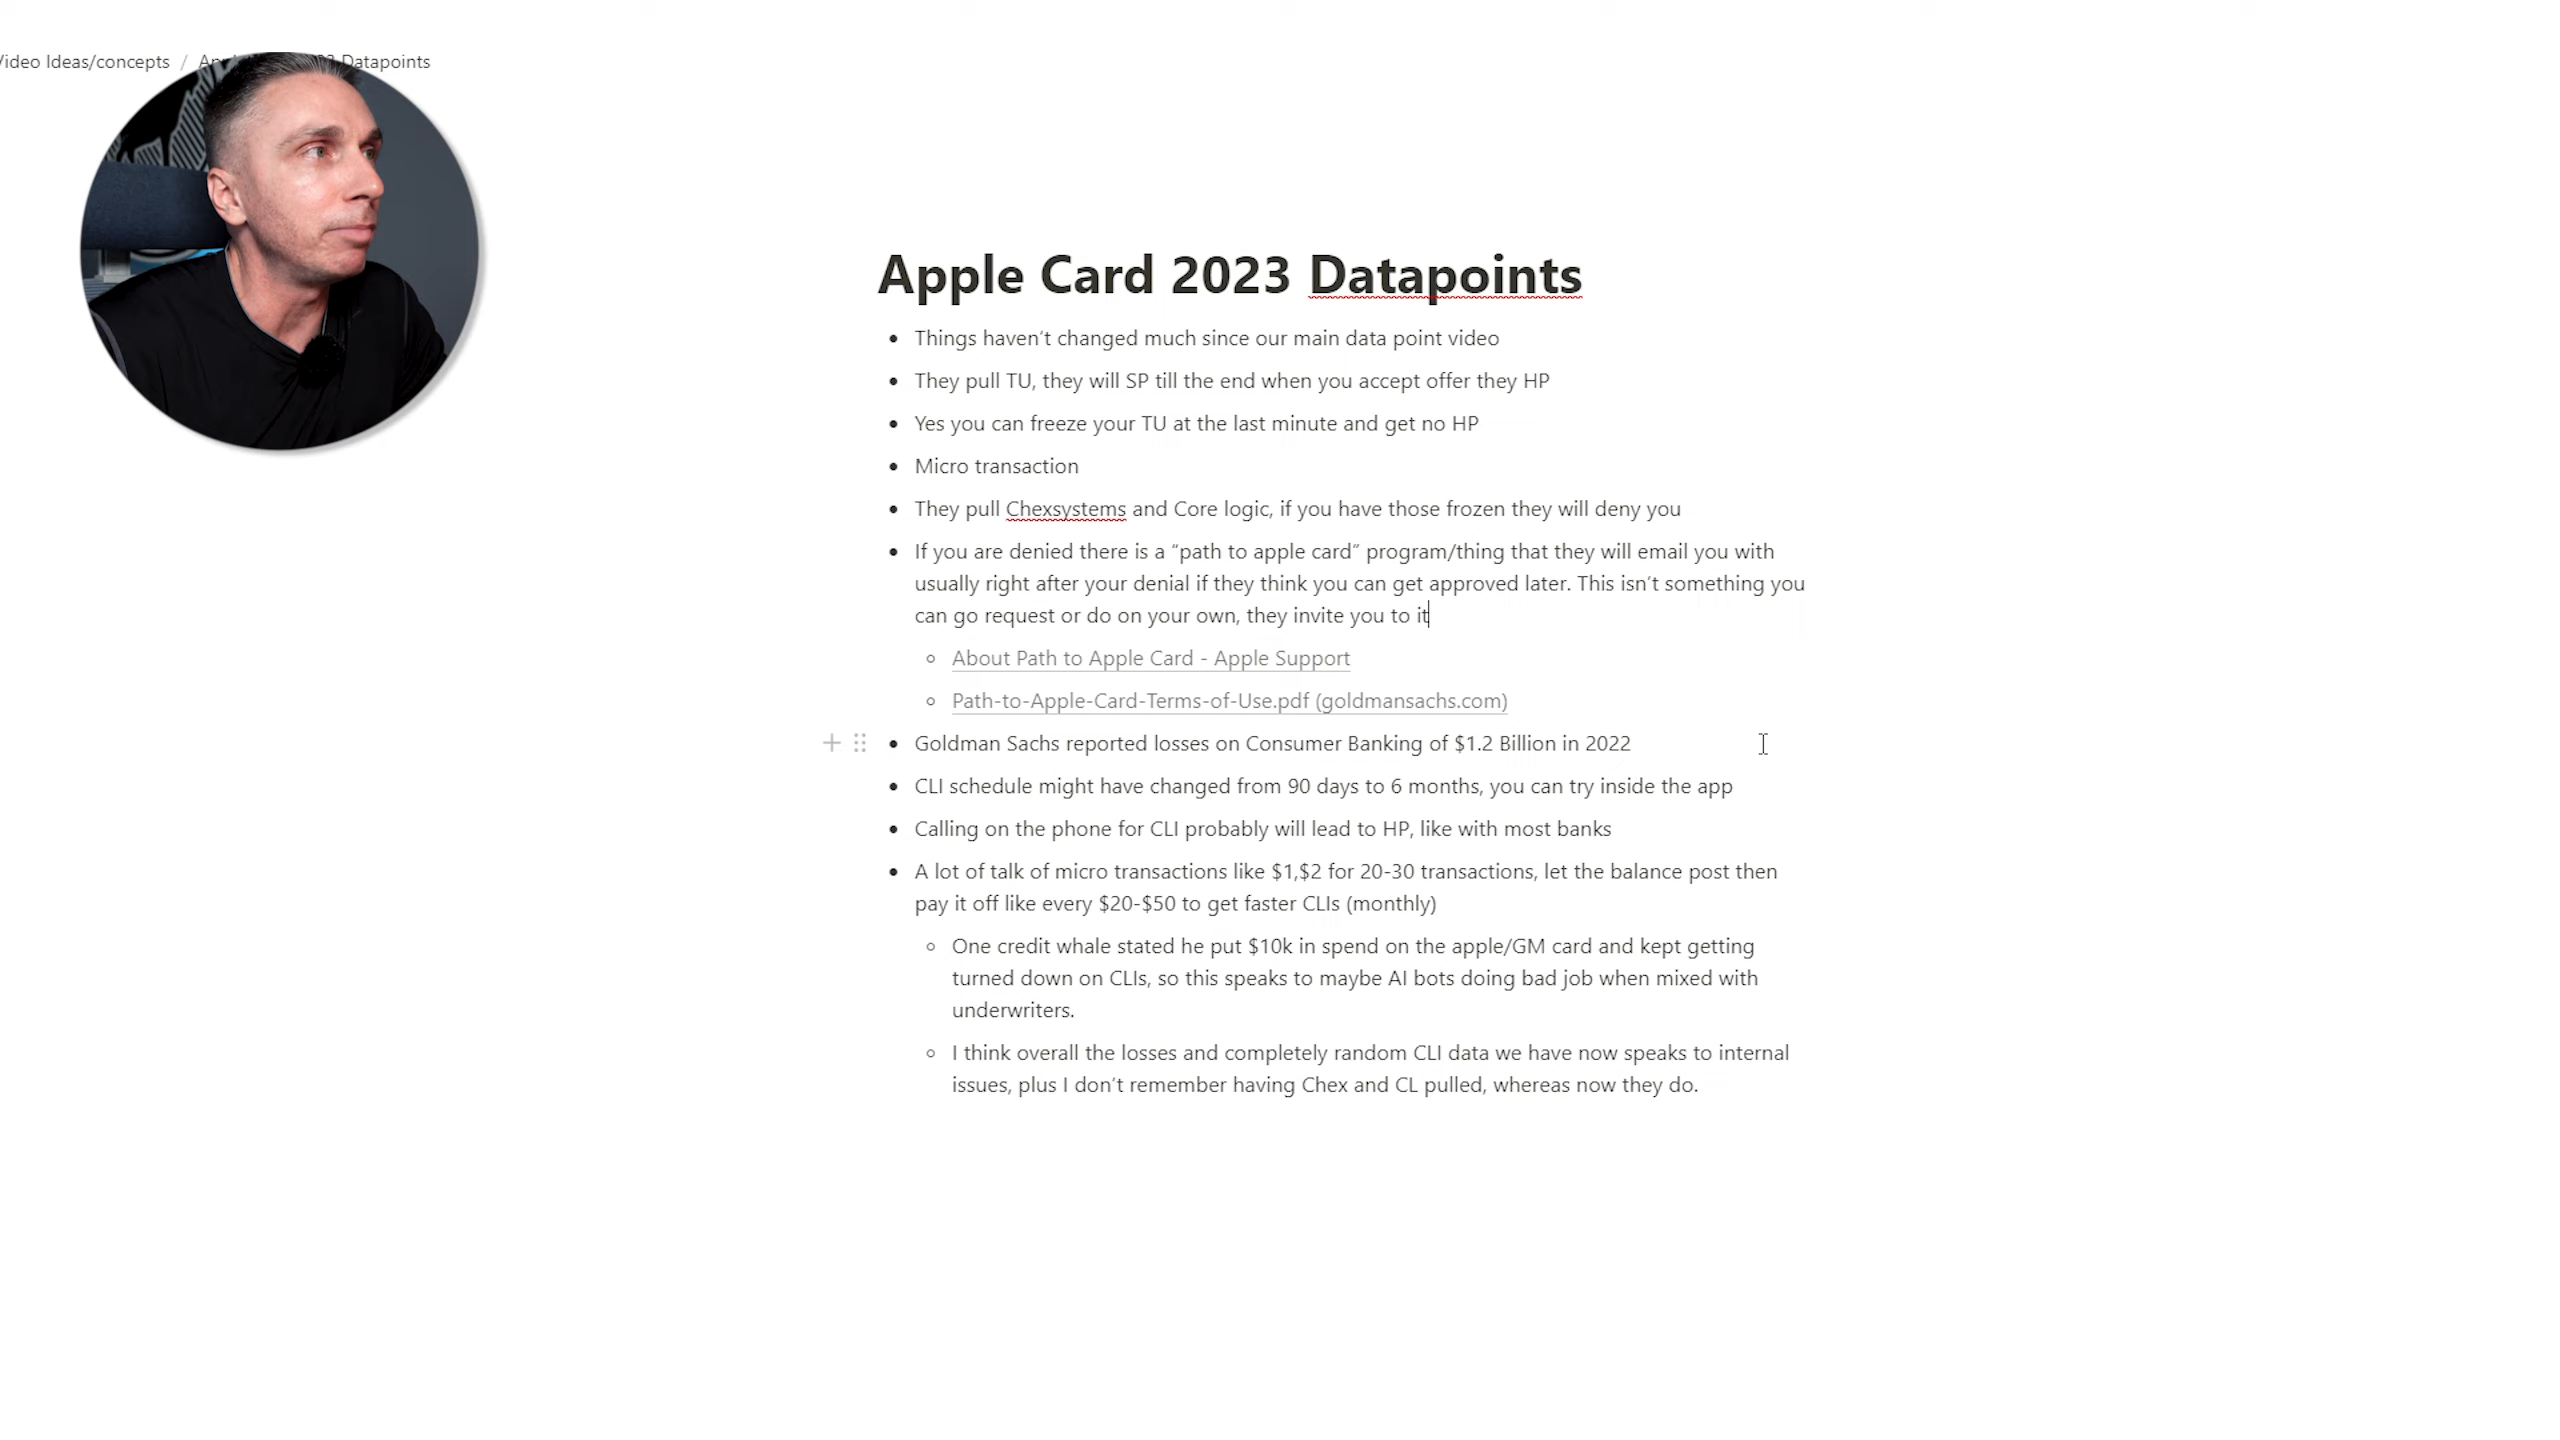 Video Ideas/concepts / Datapoints
Apple Card 2023 Datapoints
• Things haven't changed much since our main data point video
• They pull TU, they will SP till the end when you accept offer they HP
• Yes you can freeze your TU at the last minute and get no HP
• Micro transaction
• They pull Chexsystems and Core logic, if you have those frozen they will deny you
• If you are denied there is a “path to apple card” program/thing that they will email you with
usually right after your denial if they think you can get approved later. This isn't something you
can go request or do on your own, they invite you to it
◦ About Path to Apple Card - Apple Support
◦ Path-to-Apple-Card-Terms-of-Use.pdf (goldmansachs.com)
• Goldman Sachs reported losses on Consumer Banking of $1.2 Billion in 2022
• CLI schedule might have changed from 90 days to 6 months, you can try inside the app
• Calling on the phone for CLI probably will lead to HP, like with most banks
• A lot of talk of micro transactions like $1,$2 for 20-30 transactions, let the balance post then
pay it off like every $20-$50 to get faster CLIs (monthly)
◦ One credit whale stated he put $10k in spend on the apple/GM card and kept getting
turned down on CLIs, so this speaks to maybe AI bots doing bad job when mixed with
underwriters.
◦ I think overall the losses and completely random CLI data we have now speaks to internal
issues, plus I don't remember having Chex and CL pulled, whereas now they do.